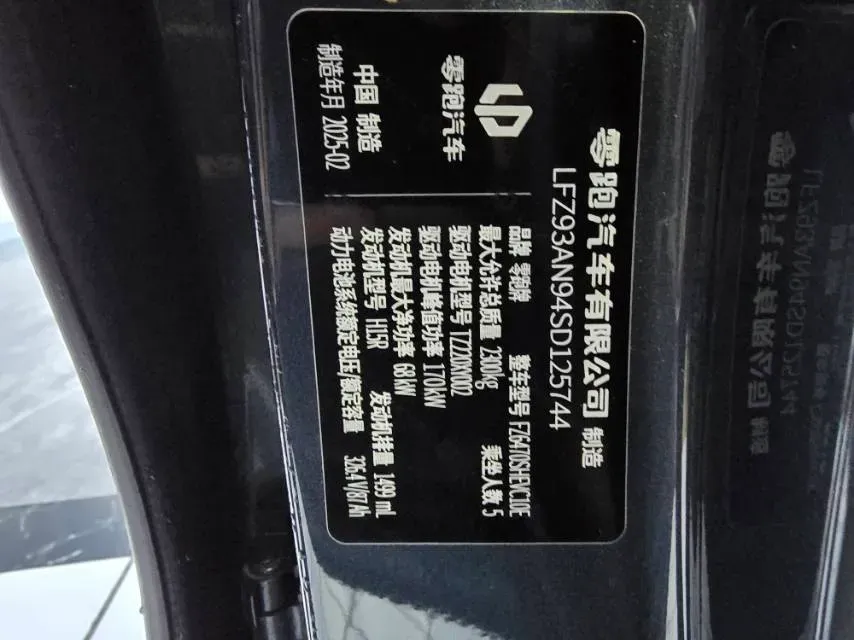 零跑汽车有限公司 制造
LFZ93AN94SD125744
零跑汽车
中国 制造
制造年月 2025-02
品牌 零跑牌 整车型号 FZ6470SHEVC10E
最大允许总质量 2300kg 乘坐人数 5
驱动电机型号 TZ220XY002
驱动电机峰值功率 170kW
发动机最大净功率 68kW
发动机型号 H15R 发动机排量 1499 mL
动力电池系统额定电压/额定容量 326.4V/87Ah